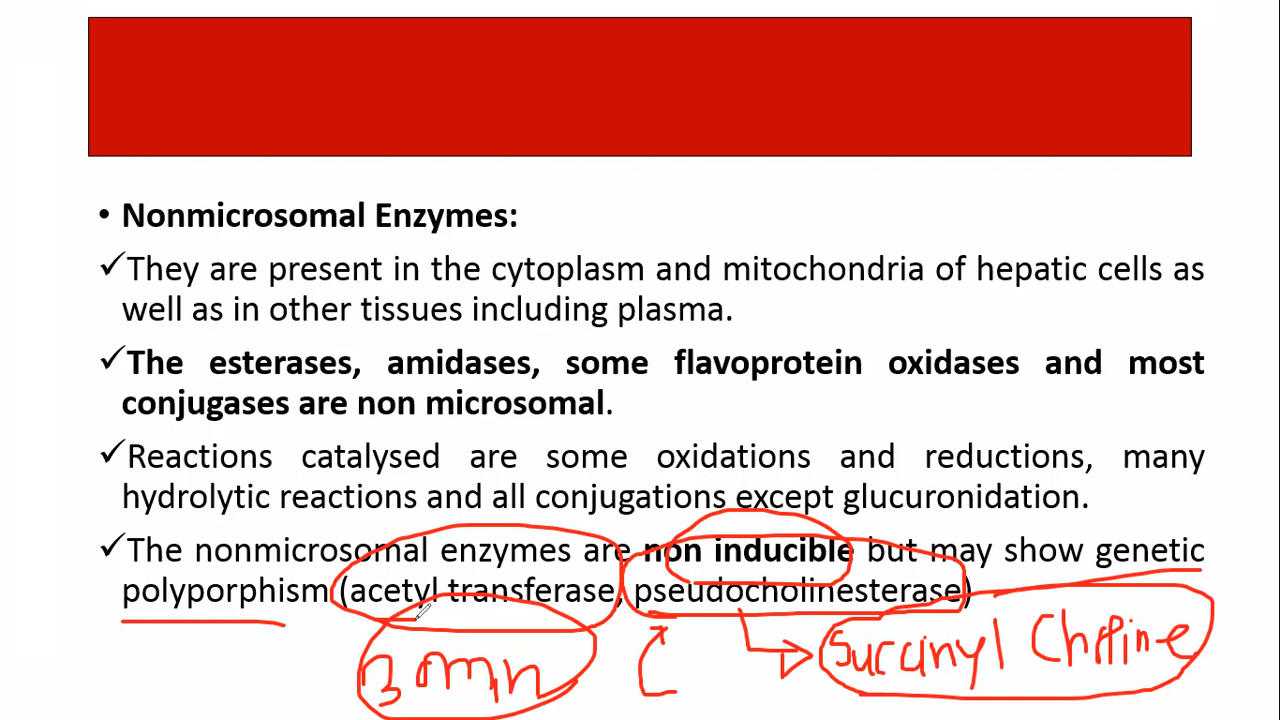 • Nonmicrosomal Enzymes:
✓They are present in the cytoplasm and mitochondria of hepatic cells as
well as in other tissues including plasma.
✓The esterases, amidases, some flavoprotein oxidases and most
conjugases are non microsomal.
✓Reactions catalysed are some oxidations and reductions, many
hydrolytic reactions and all conjugations except glucuronidation.
✓The nonmicrosomal enzymes are non inducible but may show genetic
polyporphism (acetyl transferase, pseudocholinesterase)
Succinyl Choline
3 min